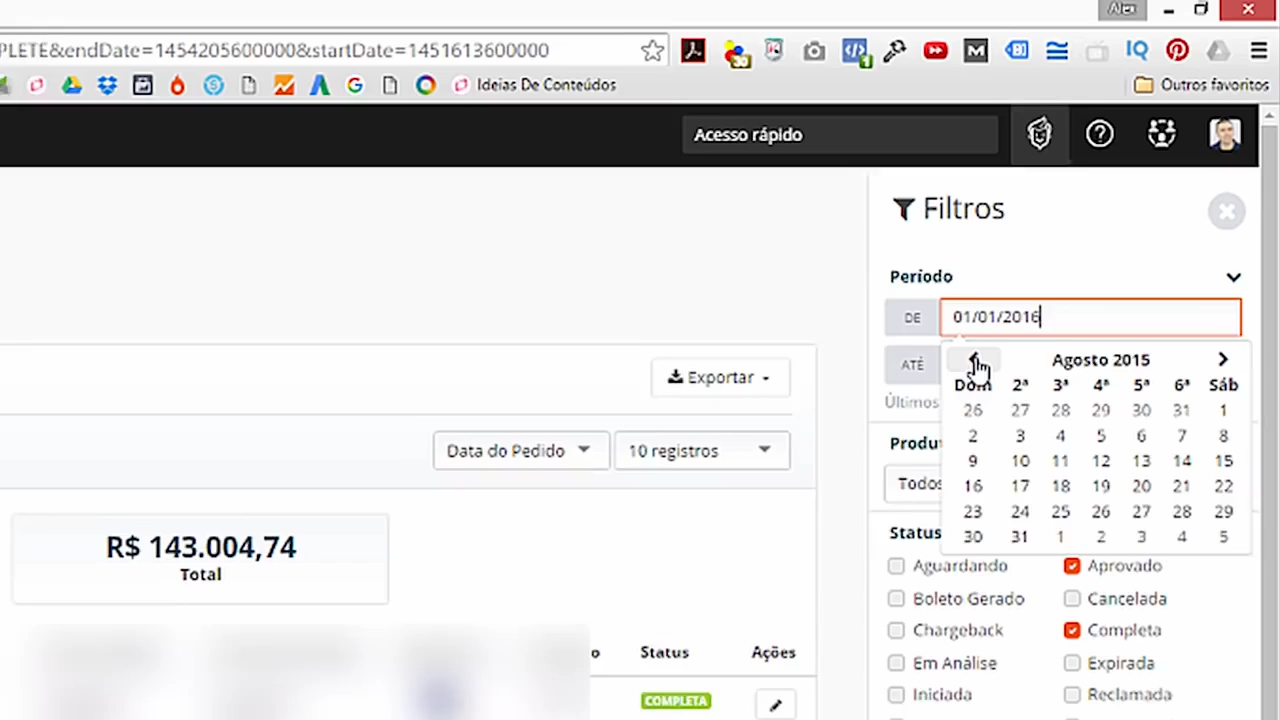 Alex
PLETE&endDate=1454205600000&startDate=1451613600000
Ideias De Conteúdos
Outros favoritos
Acesso rápido
Filtros
Período
DE 01/01/2016
ATÉ
Agosto 2015
Dom 2ª 3ª 4ª 5ª 6ª Sáb
26 27 28 29 30 31 1
2 3 4 5 6 7 8
9 10 11 12 13 14 15
16 17 18 19 20 21 22
23 24 25 26 27 28 29
30 31 1 2 3 4 5
Últimos
Produ
Todos
Status
Aguardando Aprovado
Boleto Gerado Cancelada
Chargeback Completa
Em Análise Expirada
Iniciada Reclamada
Exportar
Data do Pedido 10 registros
R$ 143.004,74
Total
o Status Ações
COMPLETA